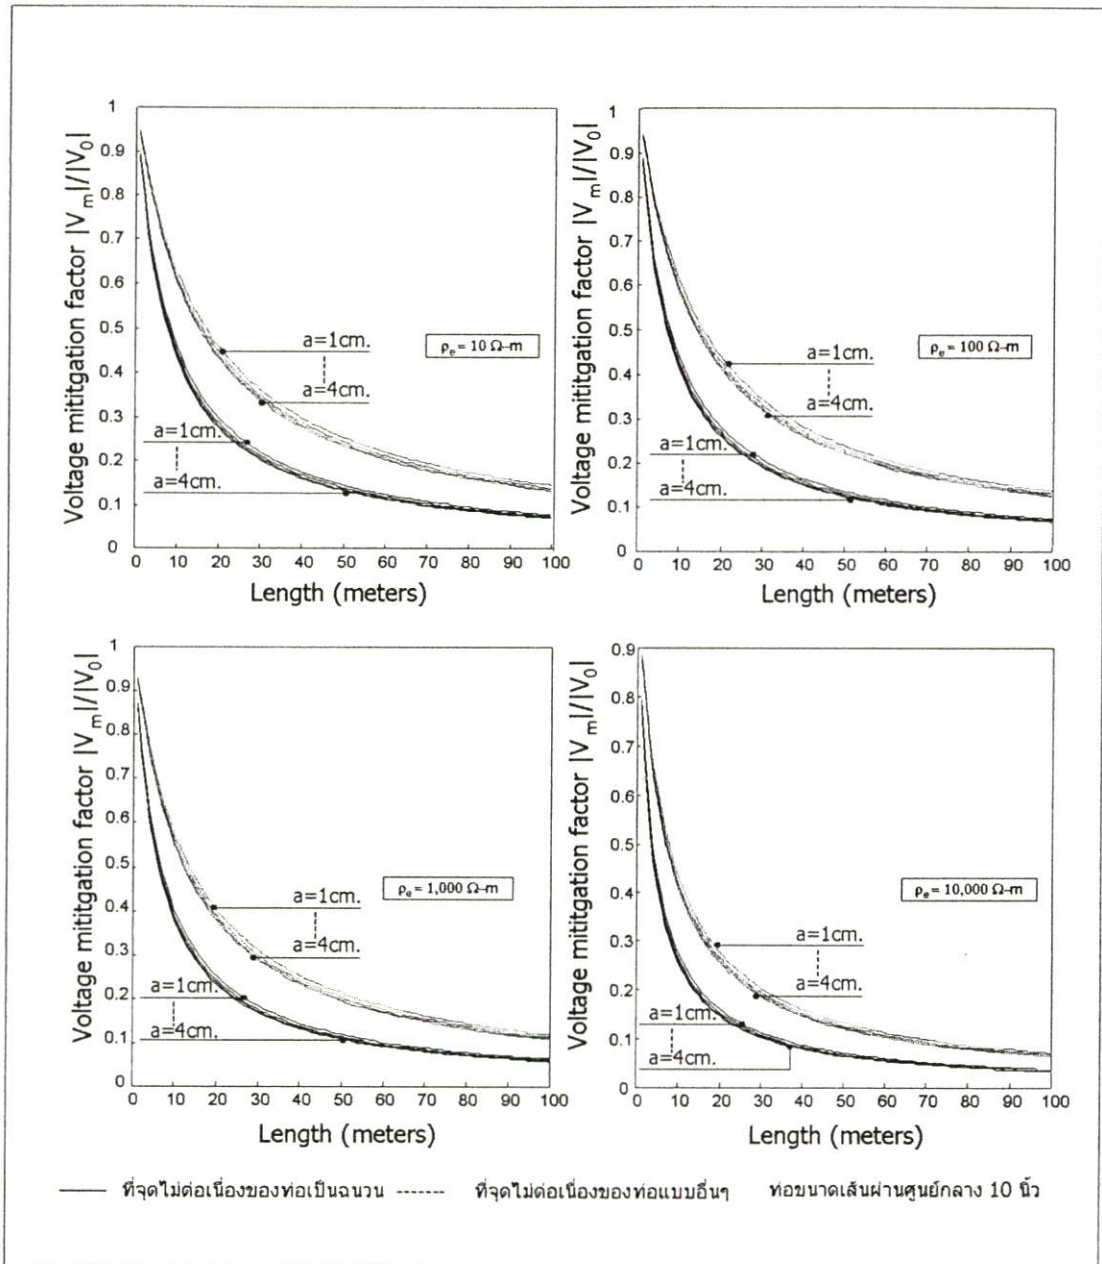 Voltage mititgation factor |V_m|/|V_0|
1
0.9
0.8
0.7
0.6
0.5
0.4
0.3
0.2
0.1
0
a=1cm.
a=4cm.
a=1cm.
a=4cm.
ρ_e = 10 Ω–m
0 10 20 30 40 50 60 70 80 90 100
Length (meters)
Voltage mititgation factor |V_m|/|V_0|
1
0.9
0.8
0.7
0.6
0.5
0.4
0.3
0.2
0.1
0
a=1cm.
a=4cm.
a=1cm.
a=4cm.
ρ_e = 100 Ω–m
0 10 20 30 40 50 60 70 80 90 100
Length (meters)
Voltage mititgation factor |V_m|/|V_0|
1
0.9
0.8
0.7
0.6
0.5
0.4
0.3
0.2
0.1
0
a=1cm.
a=4cm.
a=1cm.
a=4cm.
ρ_e = 1,000 Ω–m
0 10 20 30 40 50 60 70 80 90 100
Length (meters)
Voltage mititgation factor |V_m|/|V_0|
0.9
0.8
0.7
0.6
0.5
0.4
0.3
0.2
0.1
0
a=1cm.
a=4cm.
a=1cm.
a=4cm.
ρ_e = 10,000 Ω–m
0 10 20 30 40 50 60 70 80 90 100
Length (meters)
ที่จุดไม่ต่อเนื่องของท่อเป็นฉนวน ที่จุดไม่ต่อเนื่องของท่อแบบอื่นๆ ท่อขนาดเส้นผ่านศูนย์กลาง 10 นิ้ว